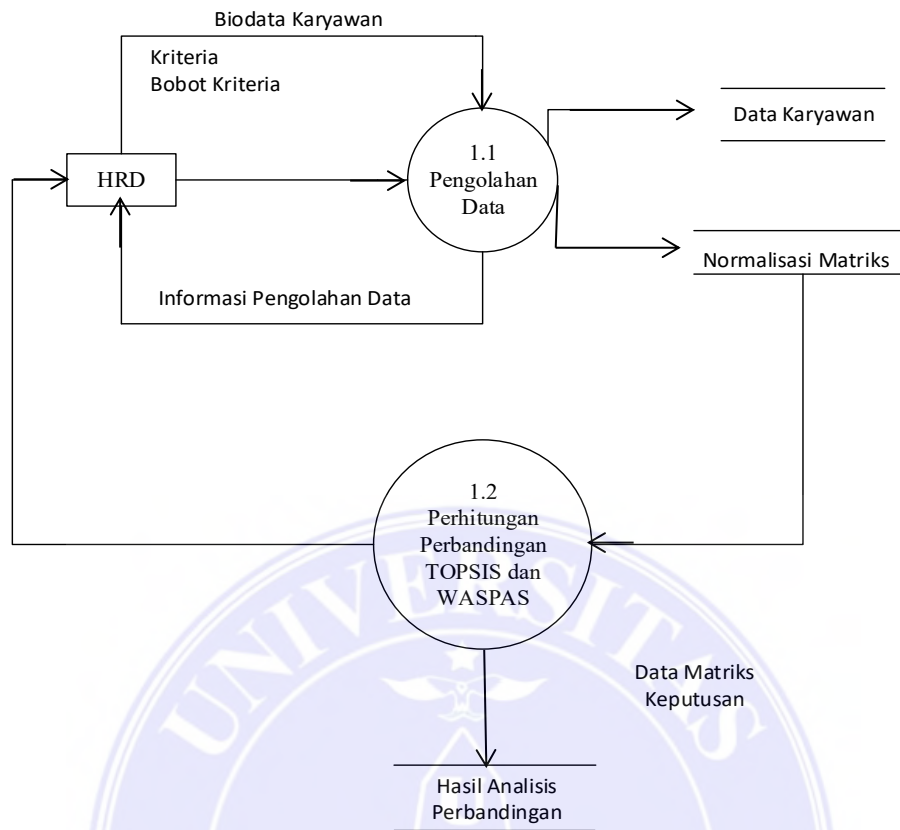 Biodata Karyawan
Kriteria
Bobot Kriteria
1.1
Pengolahan
Data
Data Karyawan
HRD
Normalisasi Matriks
Informasi Pengolahan Data
1.2
Perhitungan
Perbandingan
TOPSIS dan
WASPAS
UNIVERSITAS
Data Matriks
Keputusan
Hasil Analisis
Perbandingan